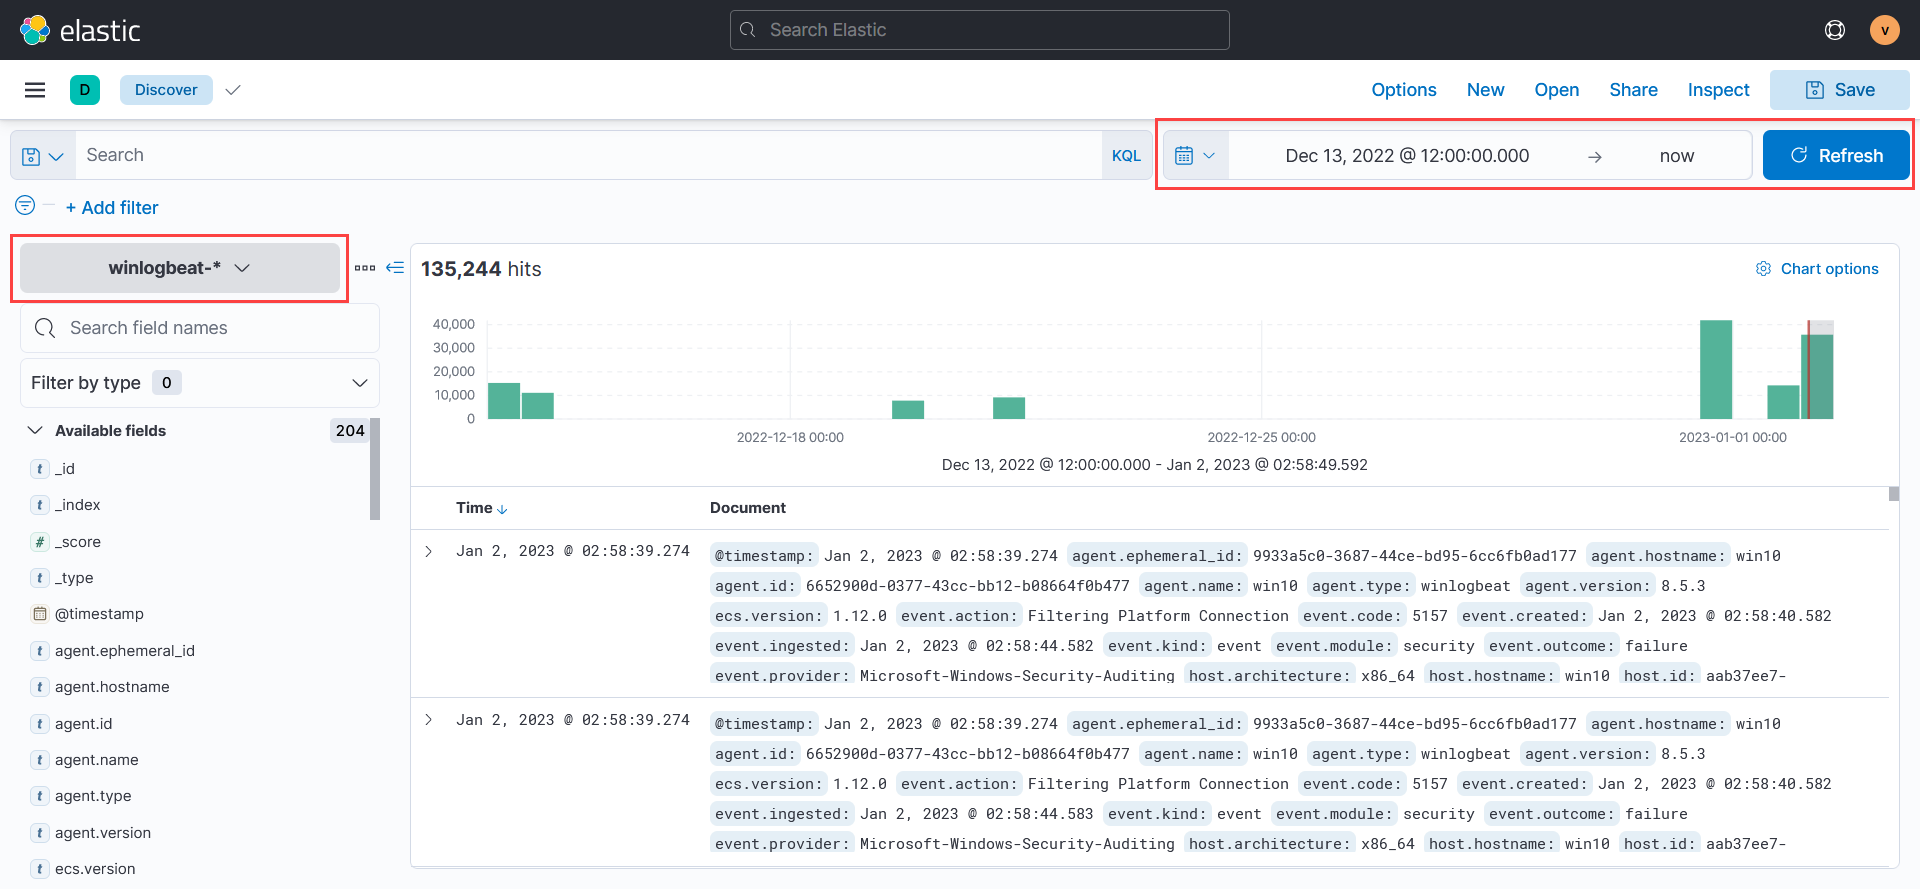 elastic
Search Elastic
v
D
Discover
Options New Open Share Inspect Save
Search
KQL
Dec 13, 2022 @ 12:00:00.000 → now
Refresh
+ Add filter
winlogbeat-*
Search field names
Filter by type 0
Available fields 204
t _id
t _index
# _score
t _type
@timestamp
t agent.ephemeral_id
t agent.hostname
t agent.id
t agent.name
t agent.type
t agent.version
t ecs.version
135,244 hits
Chart options
40,000
30,000
20,000
10,000
0
2022-12-18 00:00 2022-12-25 00:00 2023-01-01 00:00
Dec 13, 2022 @ 12:00:00.000 - Jan 2, 2023 @ 02:58:49.592
Time ↓ Document
Jan 2, 2023 @ 02:58:39.274
@timestamp: Jan 2, 2023 @ 02:58:39.274 agent.ephemeral_id: 9933a5c0-3687-44ce-bd95-6cc6fb0ad177 agent.hostname: win10
agent.id: 6652900d-0377-43cc-bb12-b08664f0b477 agent.name: win10 agent.type: winlogbeat agent.version: 8.5.3
ecs.version: 1.12.0 event.action: Filtering Platform Connection event.code: 5157 event.created: Jan 2, 2023 @ 02:58:40.582
event.ingested: Jan 2, 2023 @ 02:58:44.582 event.kind: event event.module: security event.outcome: failure
event.provider: Microsoft-Windows-Security-Auditing host.architecture: x86_64 host.hostname: win10 host.id: aab37ee7-
Jan 2, 2023 @ 02:58:39.274
@timestamp: Jan 2, 2023 @ 02:58:39.274 agent.ephemeral_id: 9933a5c0-3687-44ce-bd95-6cc6fb0ad177 agent.hostname: win10
agent.id: 6652900d-0377-43cc-bb12-b08664f0b477 agent.name: win10 agent.type: winlogbeat agent.version: 8.5.3
ecs.version: 1.12.0 event.action: Filtering Platform Connection event.code: 5157 event.created: Jan 2, 2023 @ 02:58:40.582
event.ingested: Jan 2, 2023 @ 02:58:44.583 event.kind: event event.module: security event.outcome: failure
event.provider: Microsoft-Windows-Security-Auditing host.architecture: x86_64 host.hostname: win10 host.id: aab37ee7-